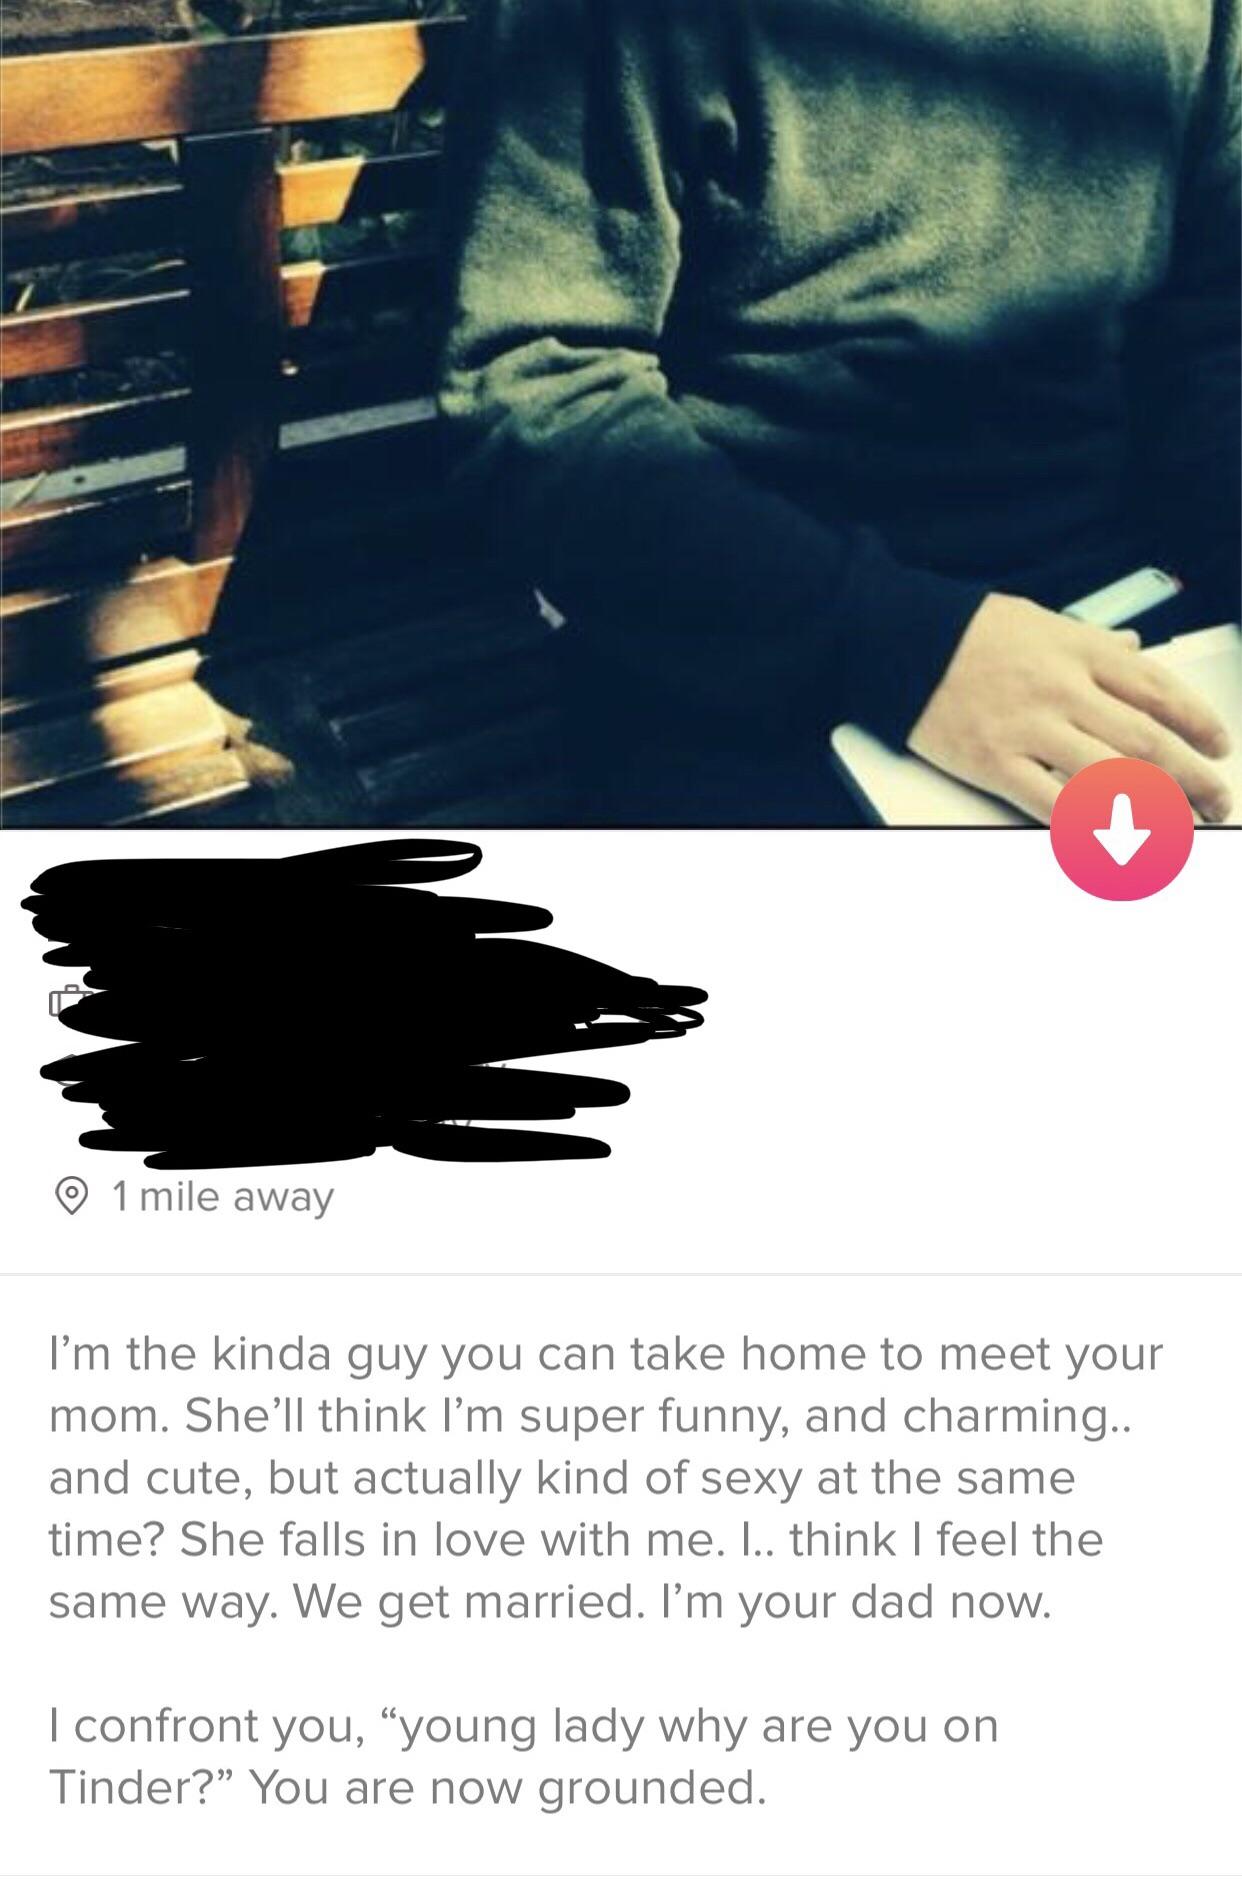 1 mile away
I’m the kinda guy you can take home to meet your
mom. She’ll think I’m super funny, and charming..
and cute, but actually kind of sexy at the same
time? She falls in love with me. I.. think I feel the
same way. We get married. I’m your dad now.
I confront you, “young lady why are you on
Tinder?” You are now grounded.